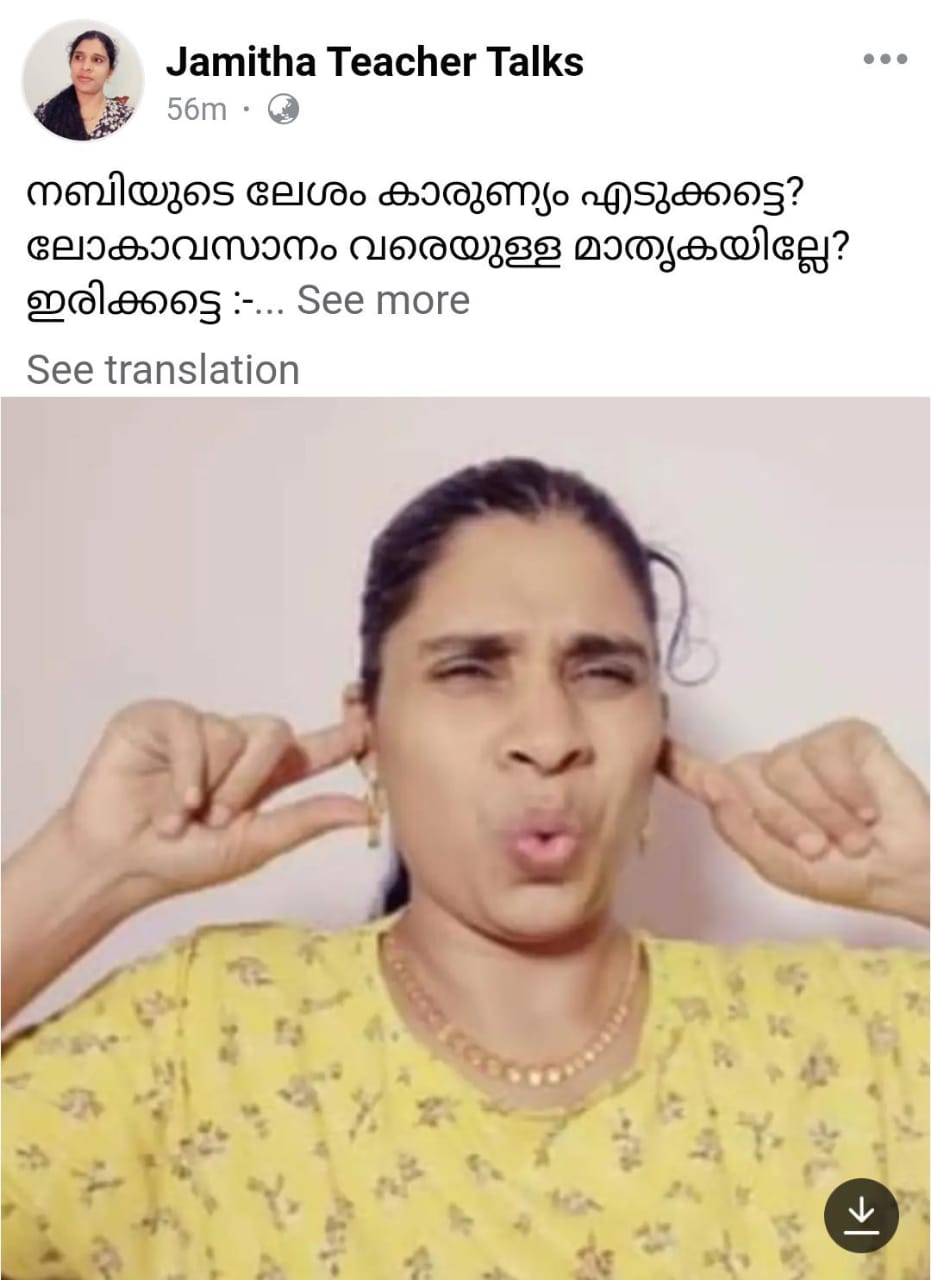 Jamitha Teacher Talks
56m ·
നബിയുടെ ലേശം കാരുണ്യം എടുക്കട്ടെ?
ലോകാവസാനം വരെയുള്ള മാതൃകയില്ലേ?
ഇരിക്കട്ടെ :-... See more
See translation